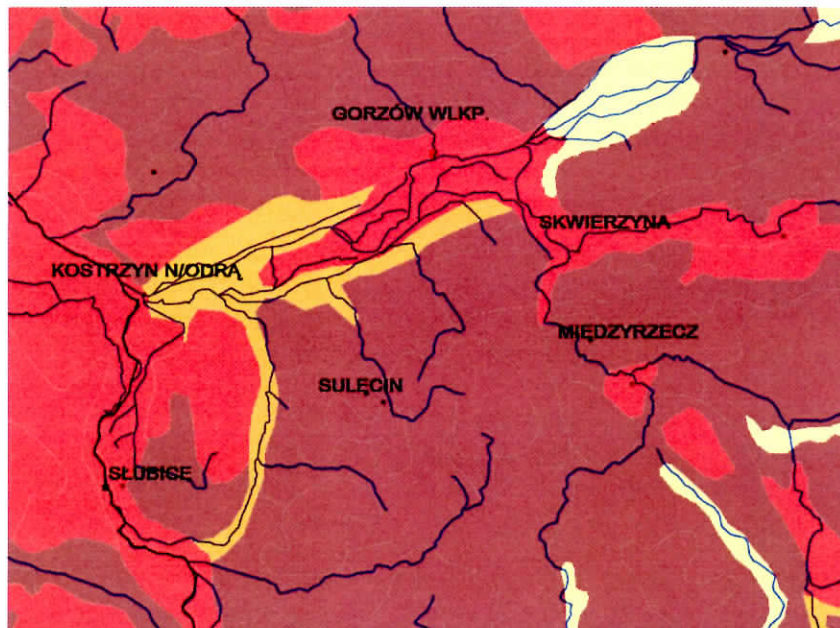 GORZÓW WLKP.
SKWIERZYNA
KOSTRZYN N/ODRĄ
MIĘDZYRZECZ
SULĘCIN
SŁUBICE